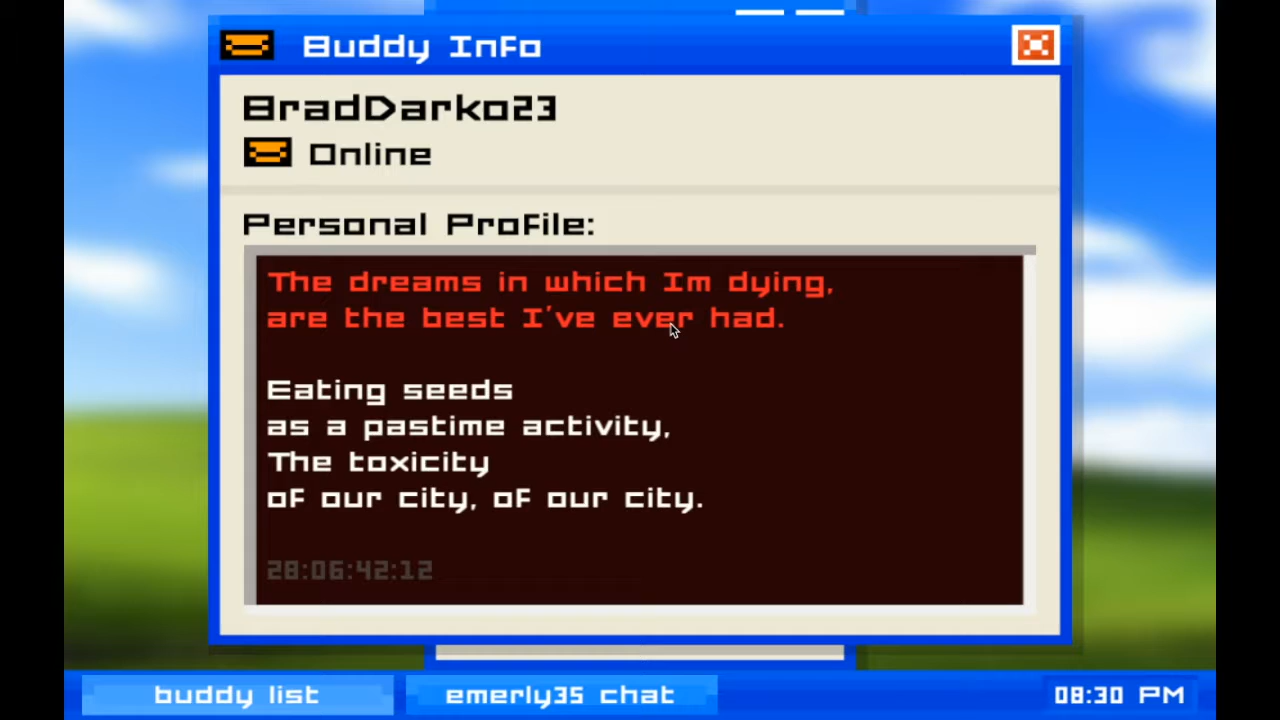 Buddy Info
BradDarko23
Online
Personal Profile:
The dreams in which Im dying,
are the best I've ever had.
Eating seeds
as a pastime activity,
The toxicity
of our city, of our city.
28:06:42:12
buddy list
emerly35 chat
08:30 PM